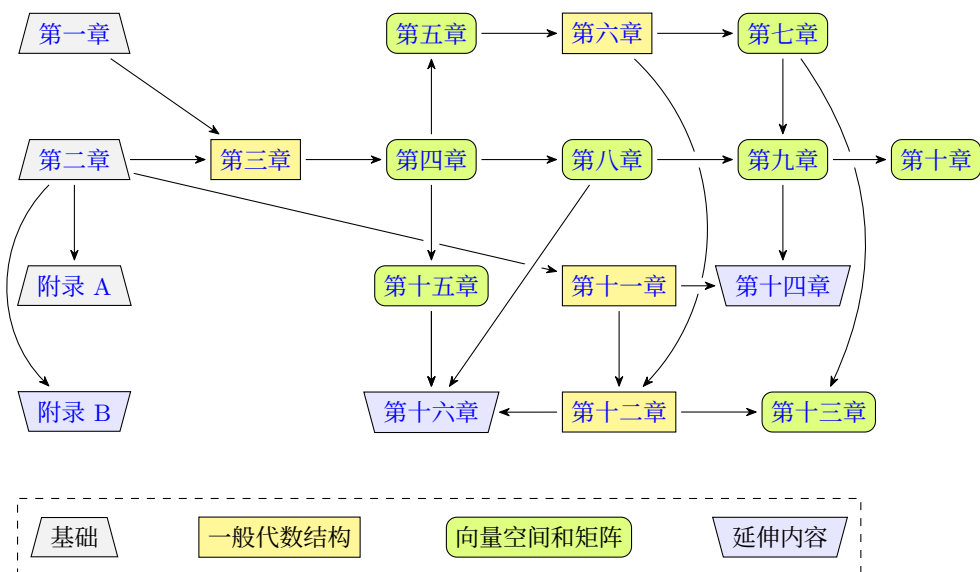 第一章
第五章
第六章
第七章
第二章
第三章
第四章
第八章
第九章
第十章
附录 A
第十五章
第十一章
第十四章
附录 B
第十六章
第十二章
第十三章
基础
一般代数结构
向量空间和矩阵
延伸内容